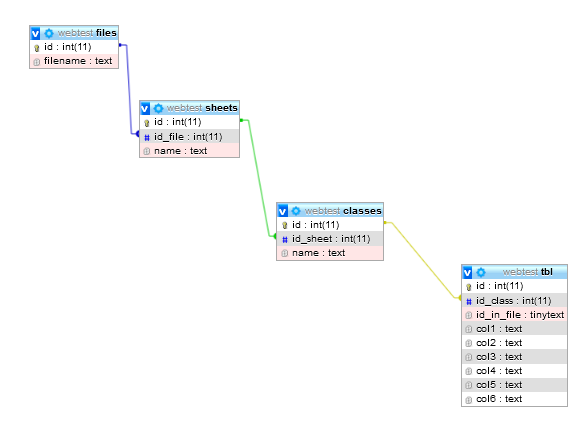 v webtest files
id : int(11)
filename : text
v webtest sheets
id : int(11)
# id_file : int(11)
name : text
v webtest classes
id : int(11)
# id_sheet : int(11)
name : text
v webtest tbl
id : int(11)
# id_class : int(11)
id_in_file : tinytext
col1 : text
col2 : text
col3 : text
col4 : text
col5 : text
col6 : text